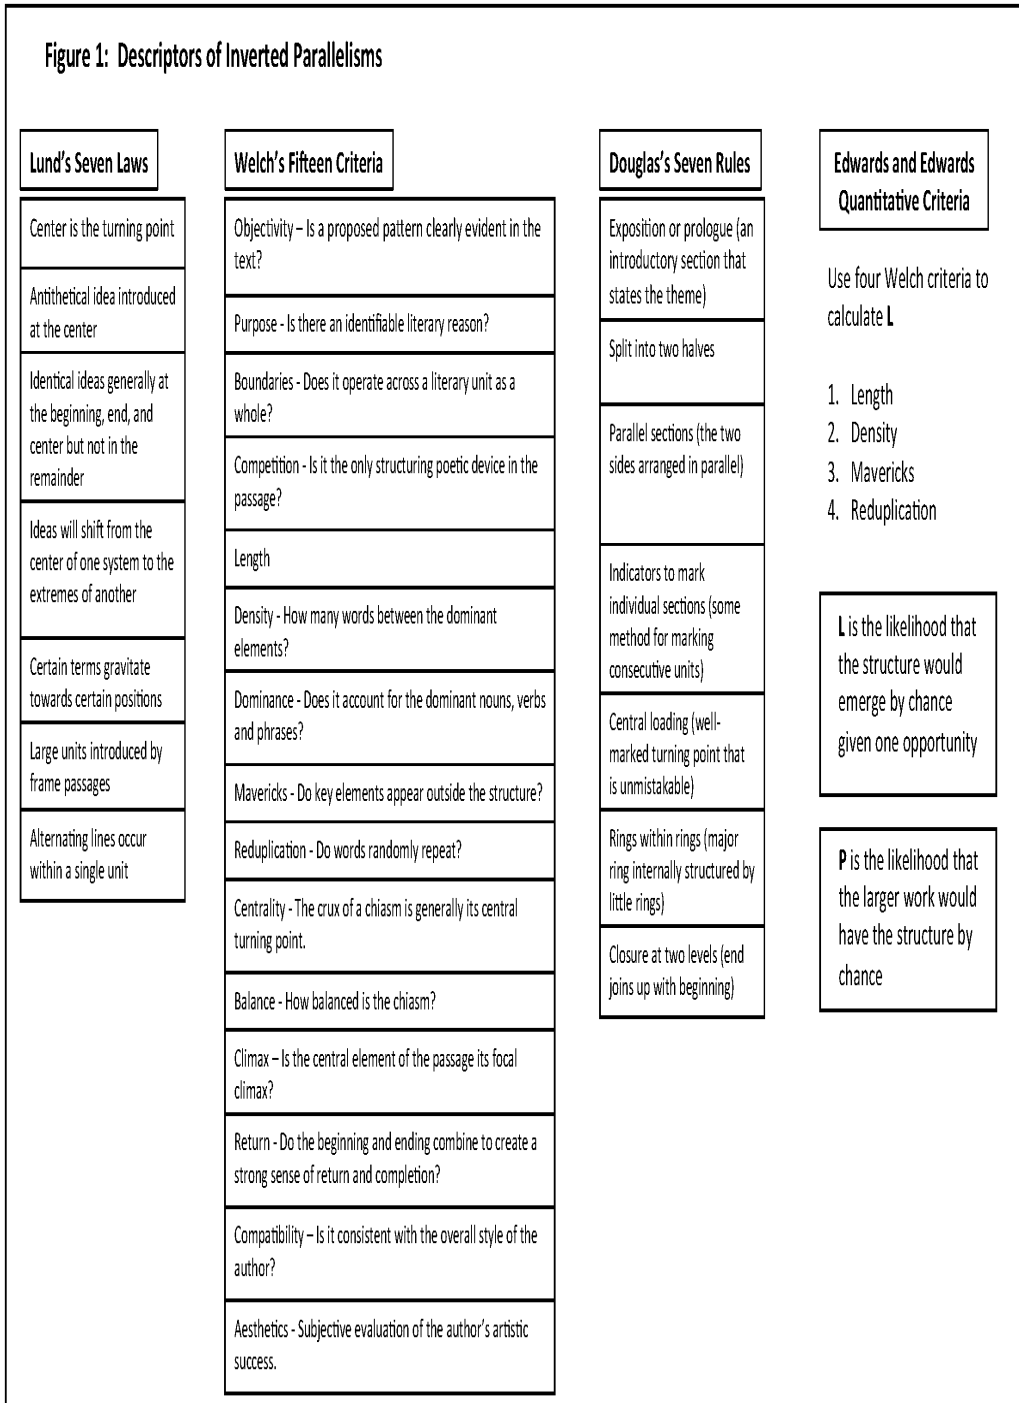 Figure 1:  Descriptors of Inverted Parallelisms
Lund's Seven Laws
Center is the turning point
Antithetical idea introduced
at the center
Identical ideas generally at
the beginning, end, and
center but not in the
remainder
Ideas will shift from the
center of one system to the
extremes of another
Certain terms gravitate
towards certain positions
Large units introduced by
frame passages
Alternating lines occur
within a single unit
Welch's Fifteen Criteria
Objectivity – Is a proposed pattern clearly evident in the
text?
Purpose - Is there an identifiable literary reason?
Boundaries - Does it operate across a literary unit as a
whole?
Competition - Is it the only structuring poetic device in the
passage?
Length
Density - How many words between the dominant
elements?
Dominance - Does it account for the dominant nouns, verbs
and phrases?
Mavericks - Do key elements appear outside the structure?
Reduplication - Do words randomly repeat?
Centrality - The crux of a chiasm is generally its central
turning point.
Balance - How balanced is the chiasm?
Climax – Is the central element of the passage its focal
climax?
Return - Do the beginning and ending combine to create a
strong sense of return and completion?
Compatibility – Is it consistent with the overall style of the
author?
Aesthetics - Subjective evaluation of the author's artistic
success.
Douglas's Seven Rules
Exposition or prologue (an
introductory section that
states the theme)
Split into two halves
Parallel sections (the two
sides arranged in parallel)
Indicators to mark
individual sections (some
method for marking
consecutive units)
Central loading (well-
marked turning point that
is unmistakable)
Rings within rings (major
ring internally structured by
little rings)
Closure at two levels (end
joins up with beginning)
Edwards and Edwards
Quantitative Criteria
Use four Welch criteria to
calculate L
1. Length
2. Density
3. Mavericks
4. Reduplication
L is the likelihood that
the structure would
emerge by chance
given one opportunity
P is the likelihood that
the larger work would
have the structure by
chance